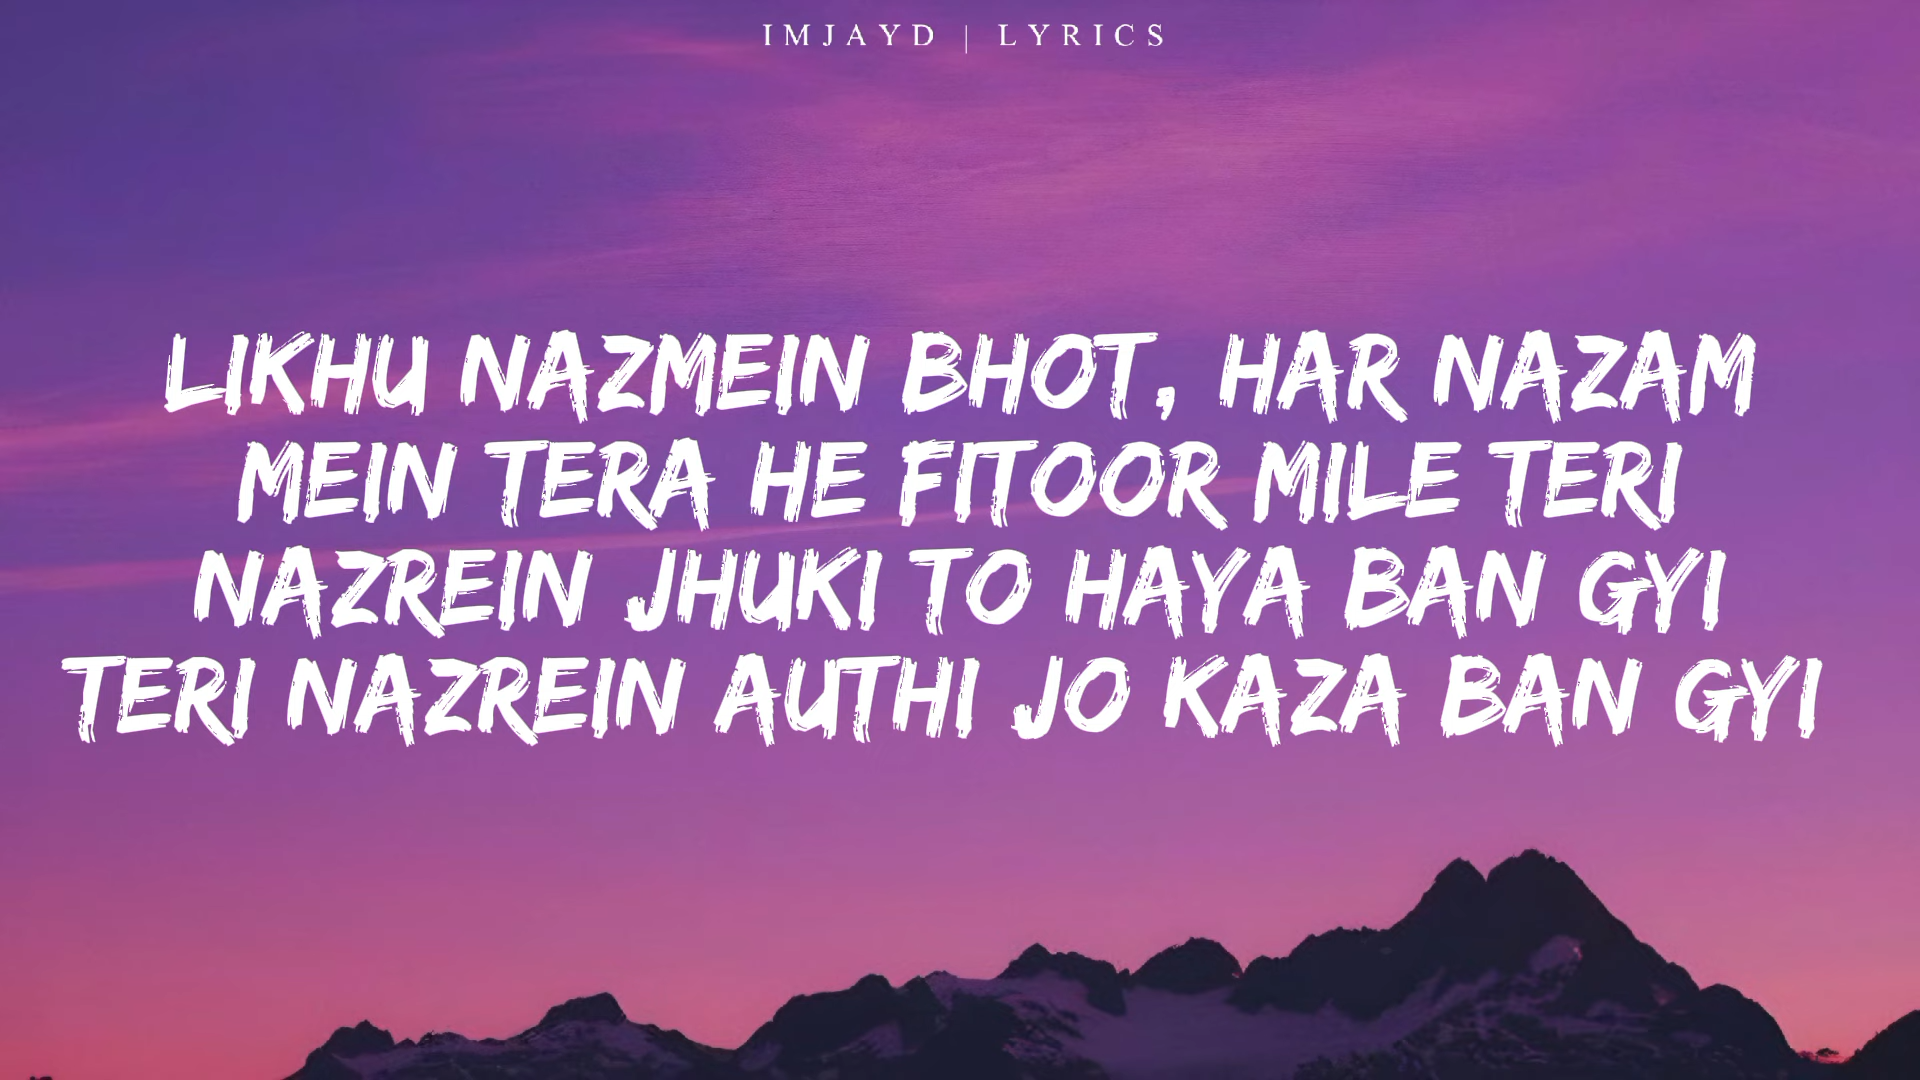 IMJAYD | LYRICS
LIKHU NAZMEIN BHOT, HAR NAZAM
MEIN TERA HE FITOOR MILE TERI
NAZREIN JHUKI TO HAYA BAN GYI
TERI NAZREIN AUTHI JO KAZA BAN GYI